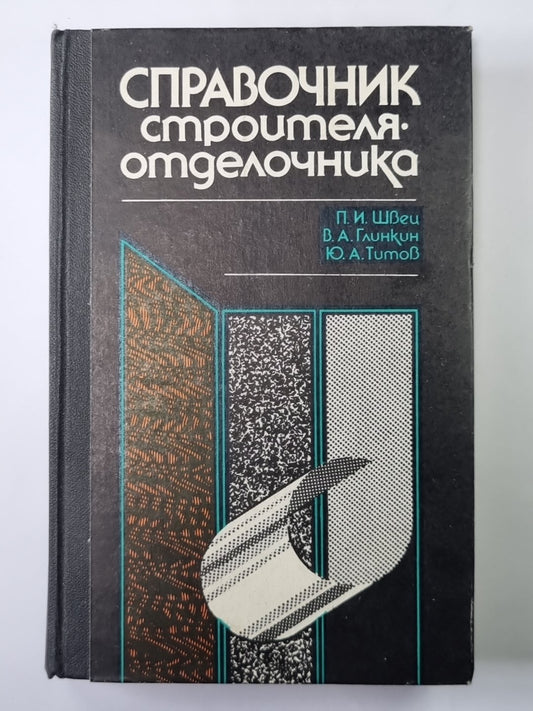 СПРАВОЧНИК
строителя·
отделочника
П. И. Швец
В. А. Глинкин
Ю. А. Титов